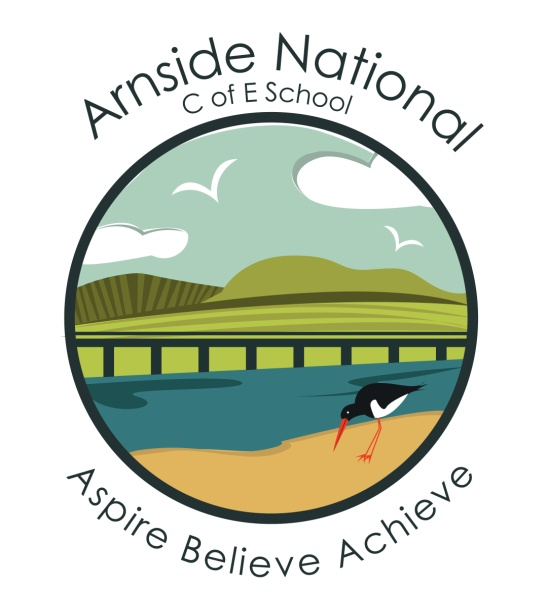 Arnside National
C of E School
Aspire Believe Achieve